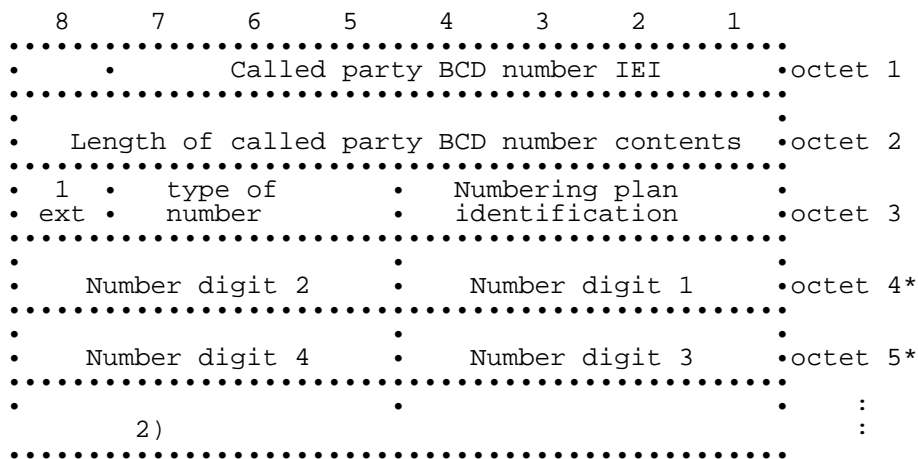 8 7 6 5 4 3 2 1
Called party BCD number IEI octet 1
Length of called party BCD number contents octet 2
1 type of Numbering plan
ext number identification octet 3
Number digit 2 Number digit 1 octet 4*
Number digit 4 Number digit 3 octet 5*
:
2) :